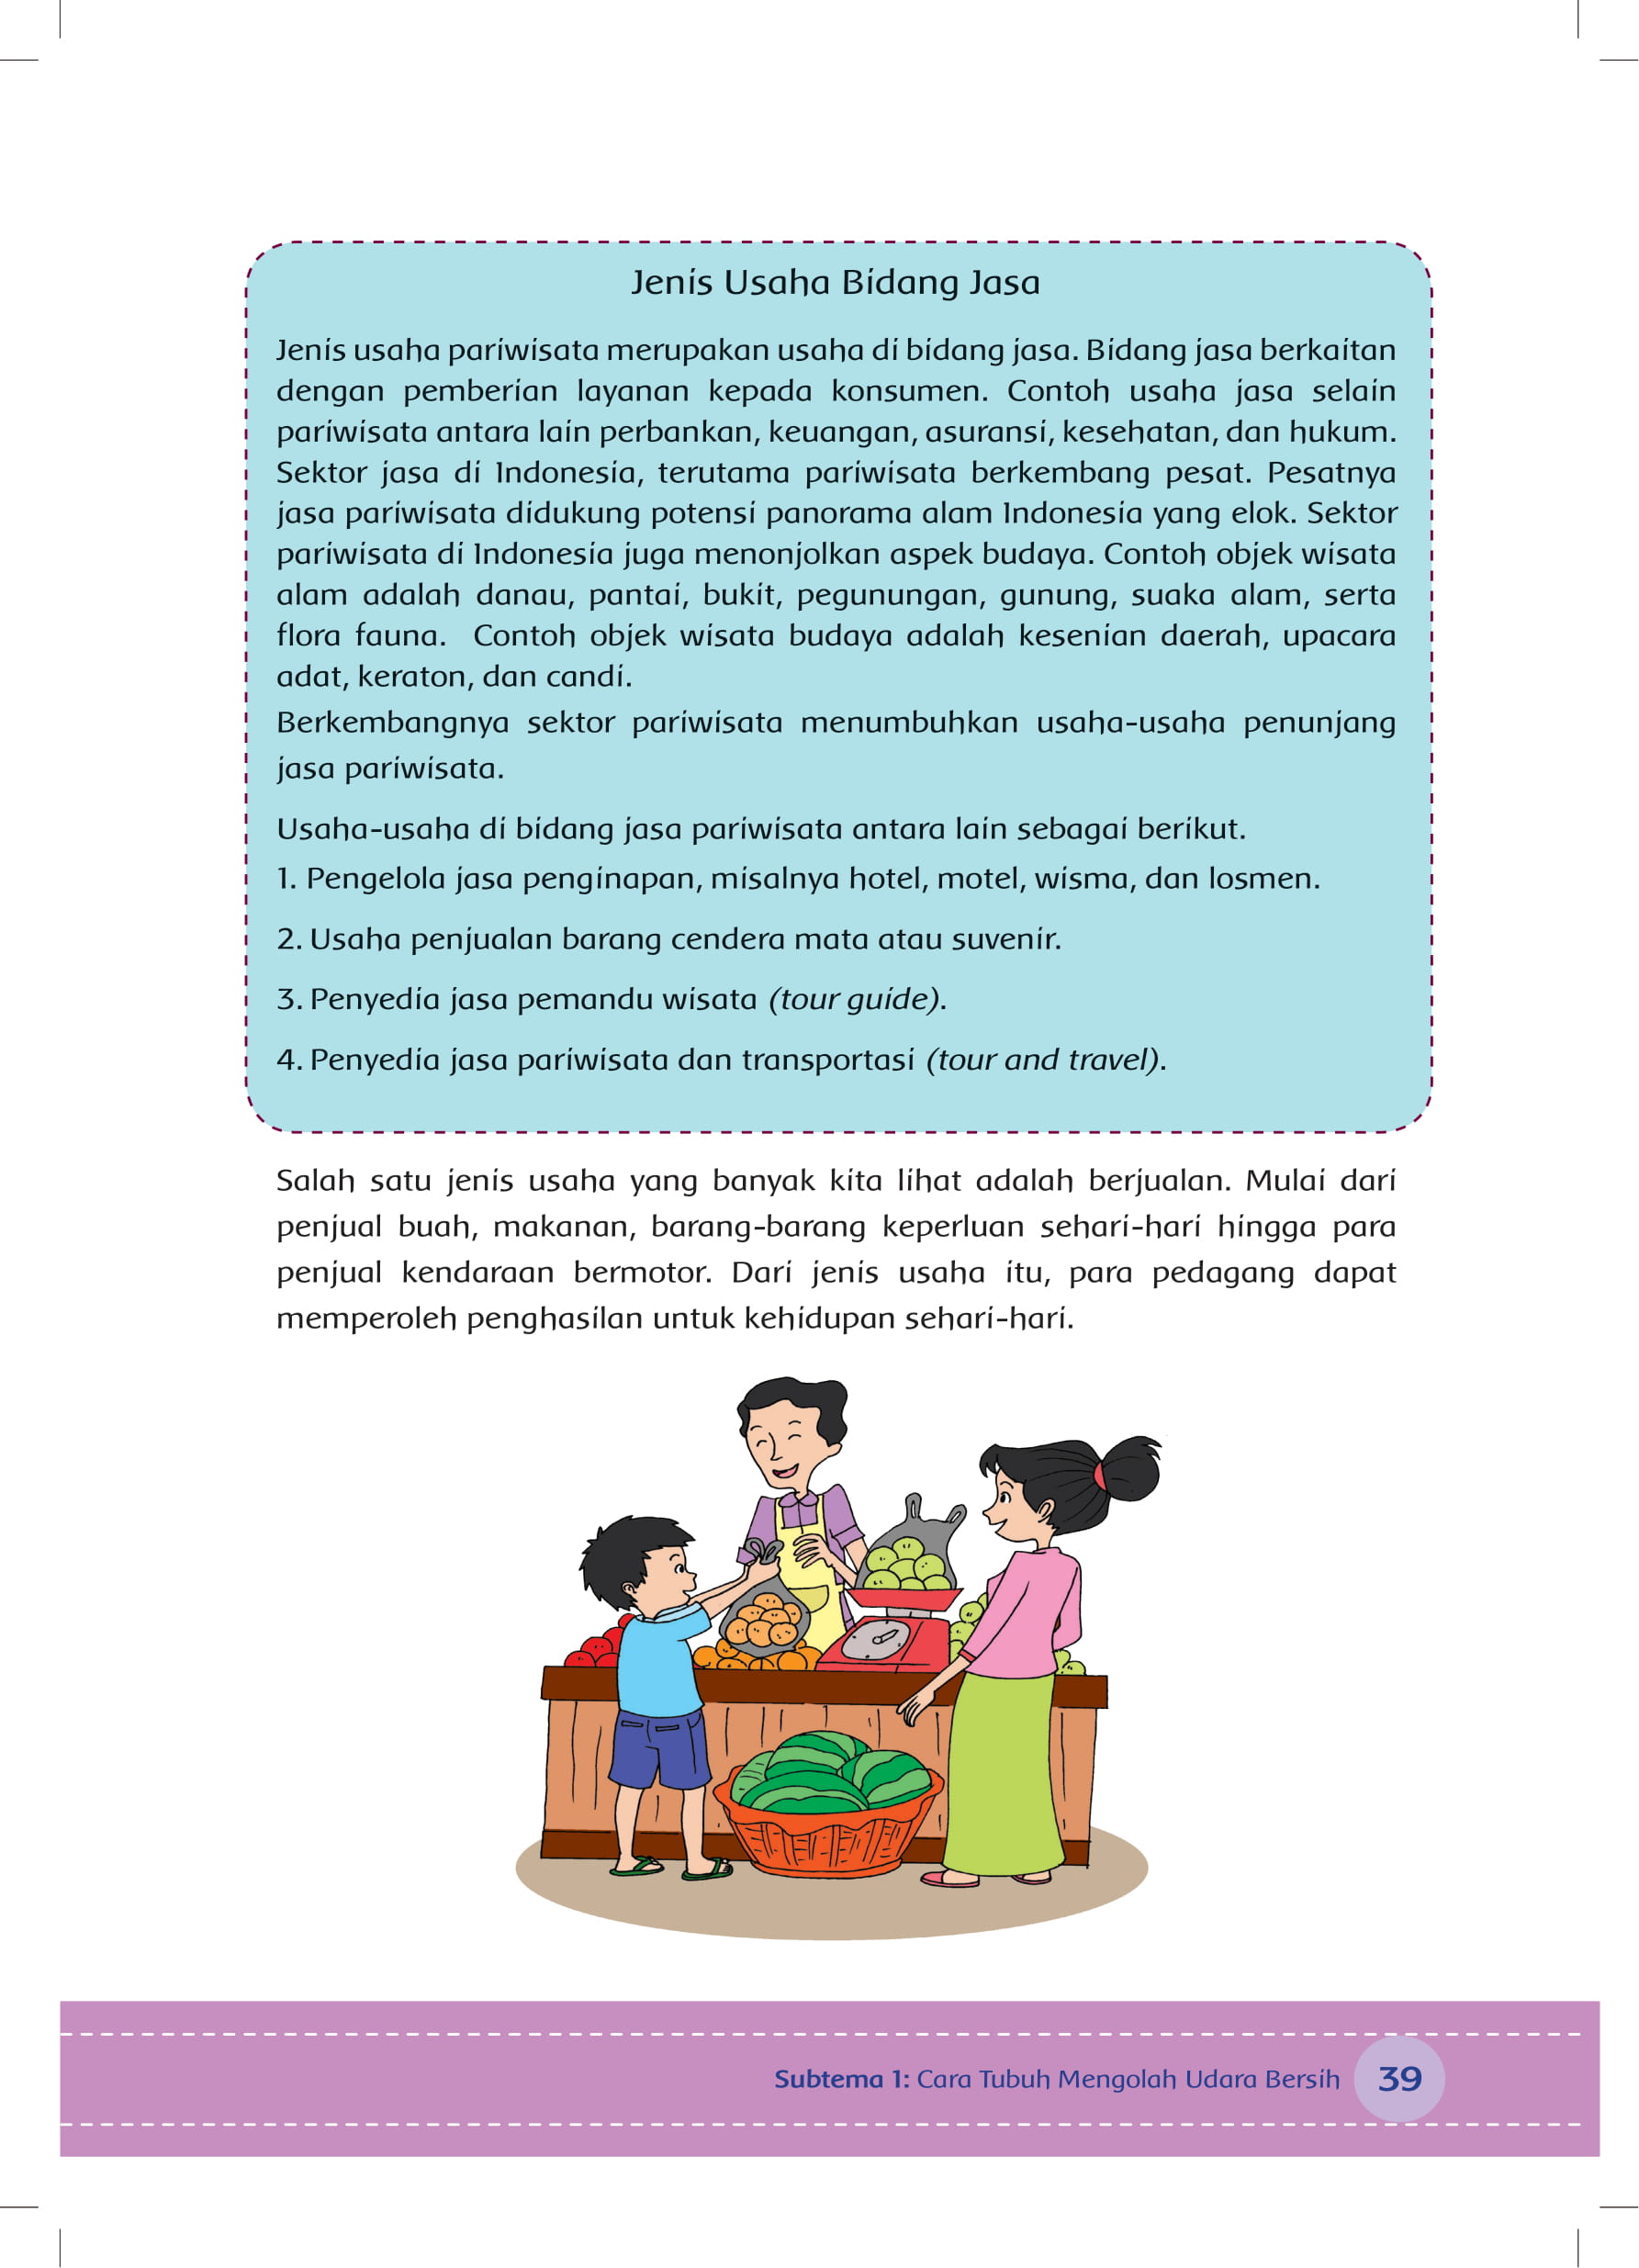 Jenis Usaha Bidang Jasa
Jenis usaha pariwisata merupakan usaha di bidang jasa. Bidang jasa berkaitan
dengan pemberian layanan kepada konsumen. Contoh usaha jasa selain
pariwisata antara lain perbankan, keuangan, asuransi, kesehatan, dan hukum.
Sektor jasa di Indonesia, terutama pariwisata berkembang pesat. Pesatnya
jasa pariwisata didukung potensi panorama alam Indonesia yang elok. Sektor
pariwisata di Indonesia juga menonjolkan aspek budaya. Contoh objek wisata
alam adalah danau, pantai, bukit, pegunungan, gunung, suaka alam, serta
flora fauna. Contoh objek wisata budaya adalah kesenian daerah, upacara
adat, keraton, dan candi.
Berkembangnya sektor pariwisata menumbuhkan usaha-usaha penunjang
jasa pariwisata.
Usaha-usaha di bidang jasa pariwisata antara lain sebagai berikut.
1. Pengelola jasa penginapan, misalnya hotel, motel, wisma, dan losmen.
2. Usaha penjualan barang cendera mata atau suvenir.
3. Penyedia jasa pemandu wisata (tour guide).
4. Penyedia jasa pariwisata dan transportasi (tour and travel).
Salah satu jenis usaha yang banyak kita lihat adalah berjualan. Mulai dari
penjual buah, makanan, barang-barang keperluan sehari-hari hingga para
penjual kendaraan bermotor. Dari jenis usaha itu, para pedagang dapat
memperoleh penghasilan untuk kehidupan sehari-hari.
Subtema 1: Cara Tubuh Mengolah Udara Bersih 39